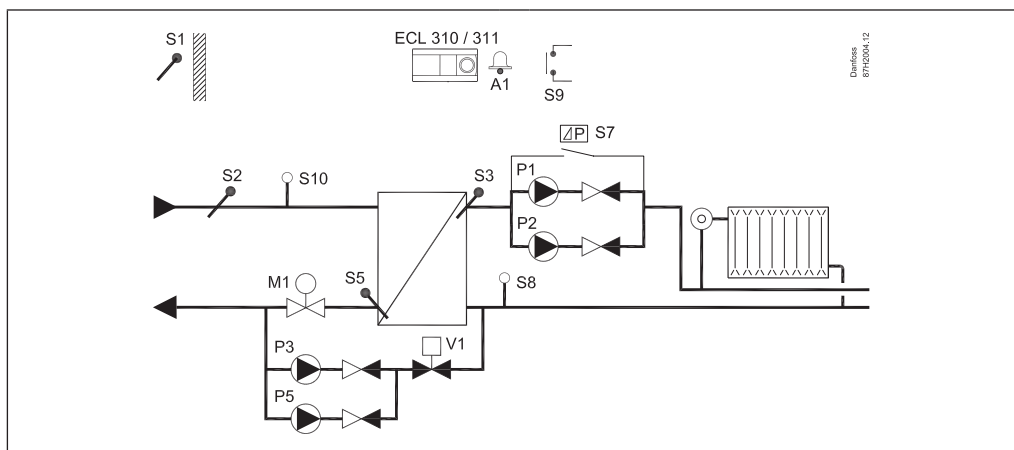 S1
ECL 310 / 311
A1
S9
Danfoss
87H2004.12
⊿P
S7
S2
S10
S3
P1
P2
M1
S5
S8
P3
V1
P5